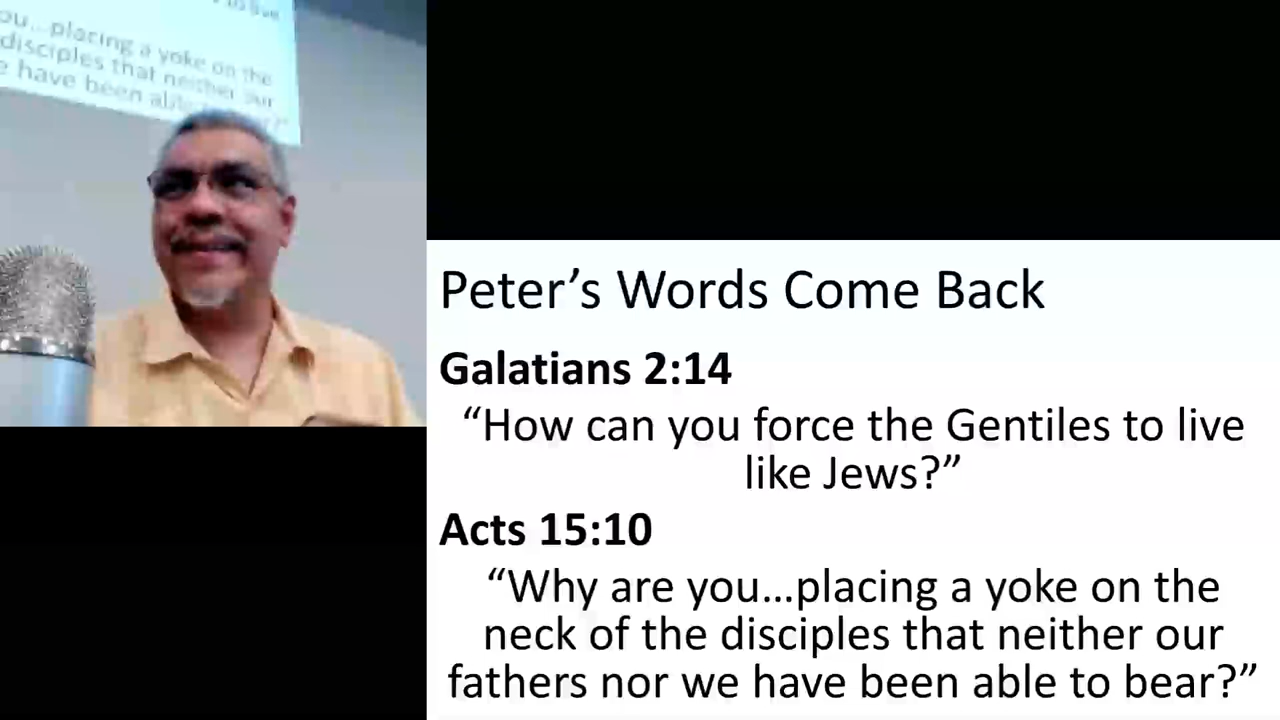 ou...placing a yoke on the
disciples that neither our
e have been able
Peter’s Words Come Back
Galatians 2:14
“How can you force the Gentiles to live
like Jews?”
Acts 15:10
“Why are you...placing a yoke on the
neck of the disciples that neither our
fathers nor we have been able to bear?”